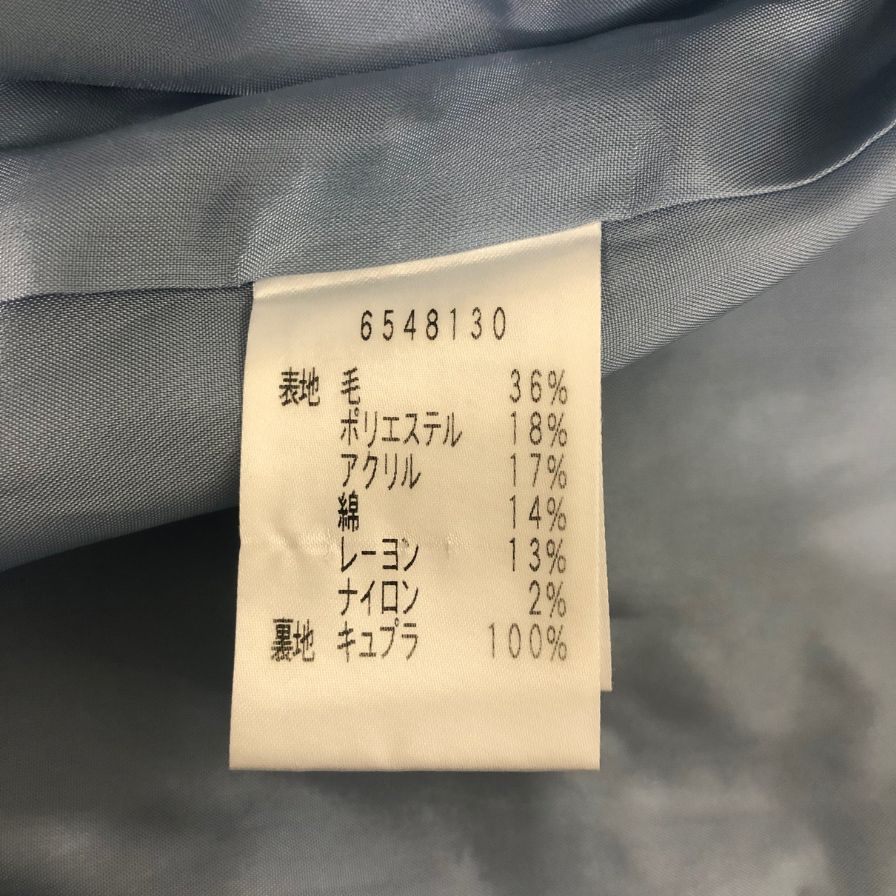 6548130
表地 毛 36%
ポリエステル 18%
アクリル 17%
綿 14%
レーヨン 13%
ナイロン 2%
裏地 キュプラ 100%